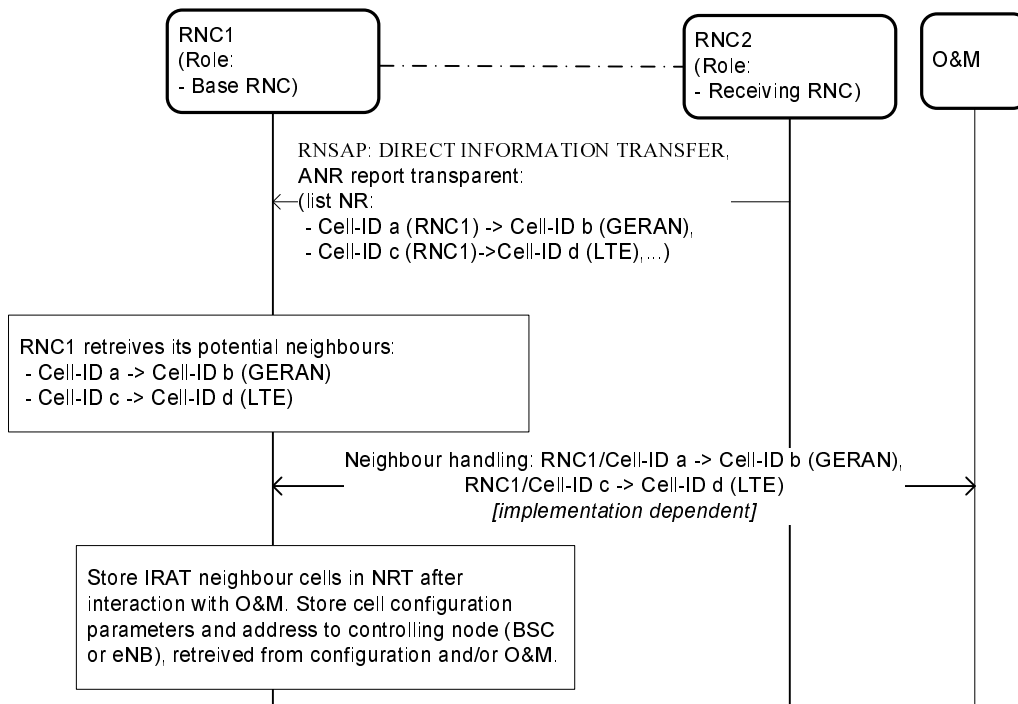 RNC1
(Role:
- Base RNC)
RNC2
(Role:
- Receiving RNC)
O&M
RNSAP: DIRECT INFORMATION TRANSFER,
ANR report transparent:
(list NR:
- Cell-ID a (RNC1) -> Cell-ID b (GERAN),
- Cell-ID c (RNC1)->Cell-ID d (LTE),...)
RNC1 retreives its potential neighbours:
- Cell-ID a -> Cell-ID b (GERAN)
- Cell-ID c -> Cell-ID d (LTE)
Neighbour handling: RNC1/Cell-ID a -> Cell-ID b (GERAN),
RNC1/Cell-ID c -> Cell-ID d (LTE)
[implementation dependent]
Store IRAT neighbour cells in NRT after
interaction with O&M. Store cell configuration
parameters and address to controlling node (BSC
or eNB), retreived from configuration and/or O&M.